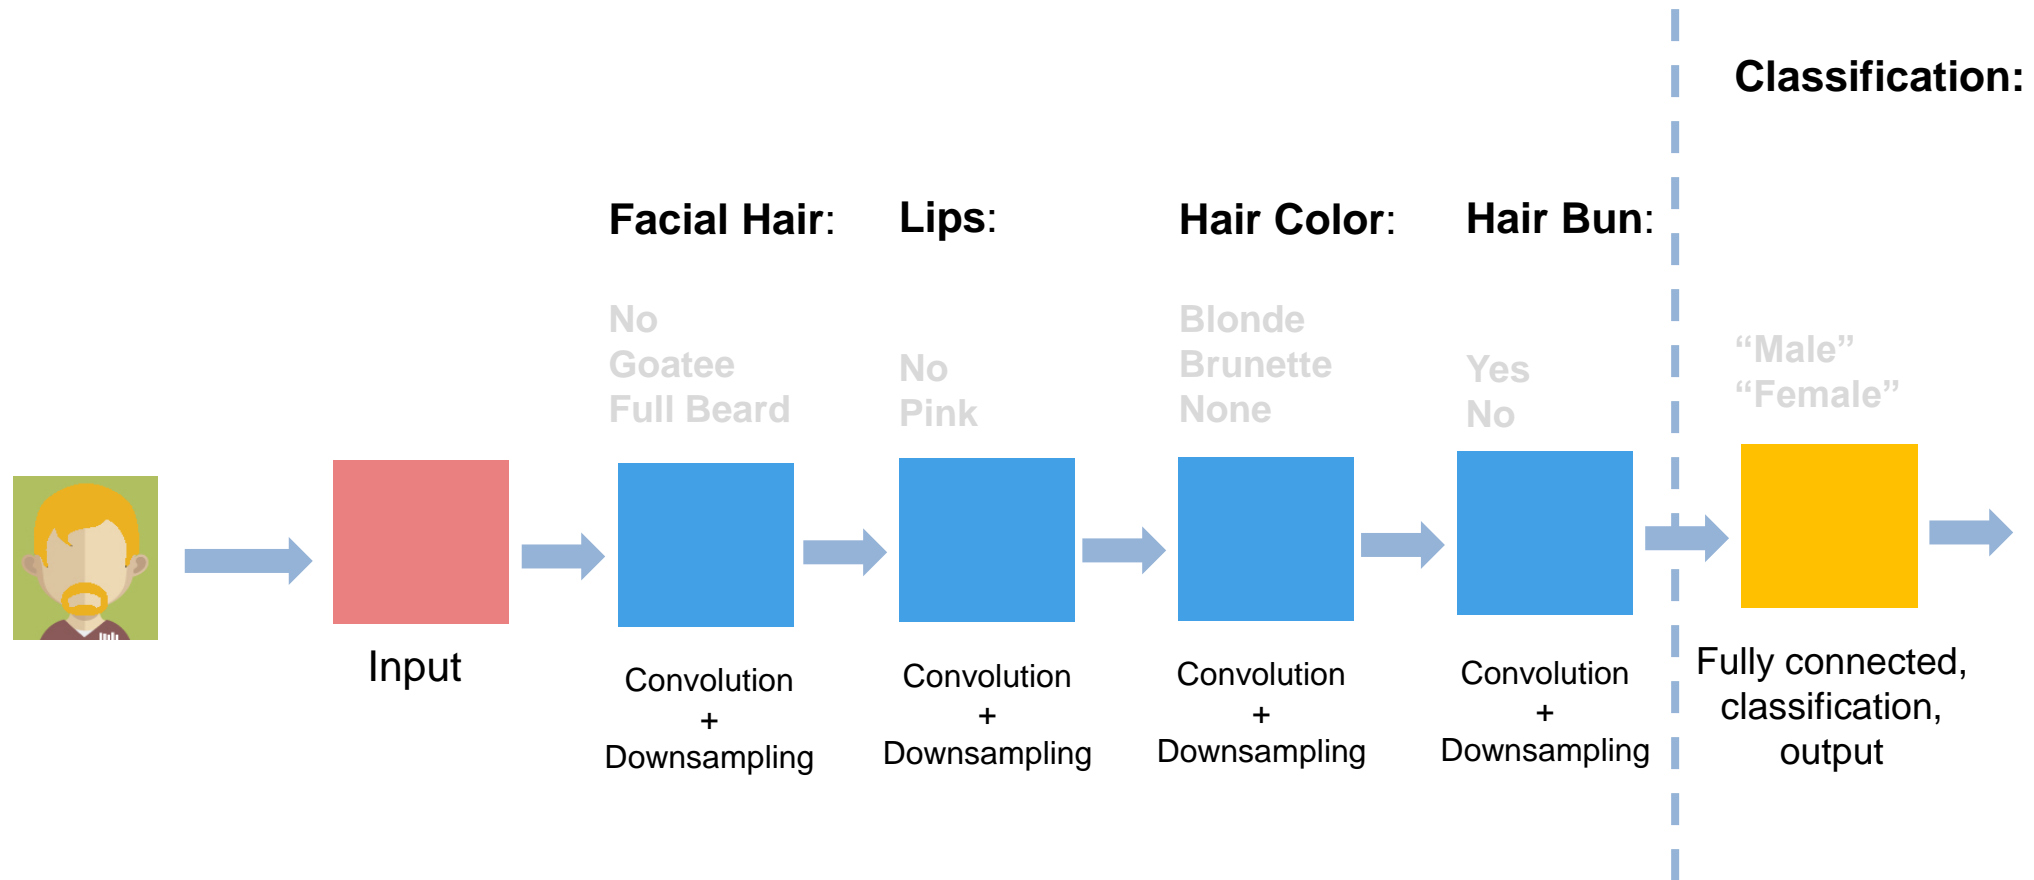 Classification:
Facial Hair:
Lips:
Hair Color:
Hair Bun:
No
Goatee
Full Beard
No
Pink
Blonde
Brunette
None
Yes
No
“Male”
“Female”
Input
Convolution
+
Downsampling
Convolution
+
Downsampling
Convolution
+
Downsampling
Convolution
+
Downsampling
Fully connected,
classification,
output